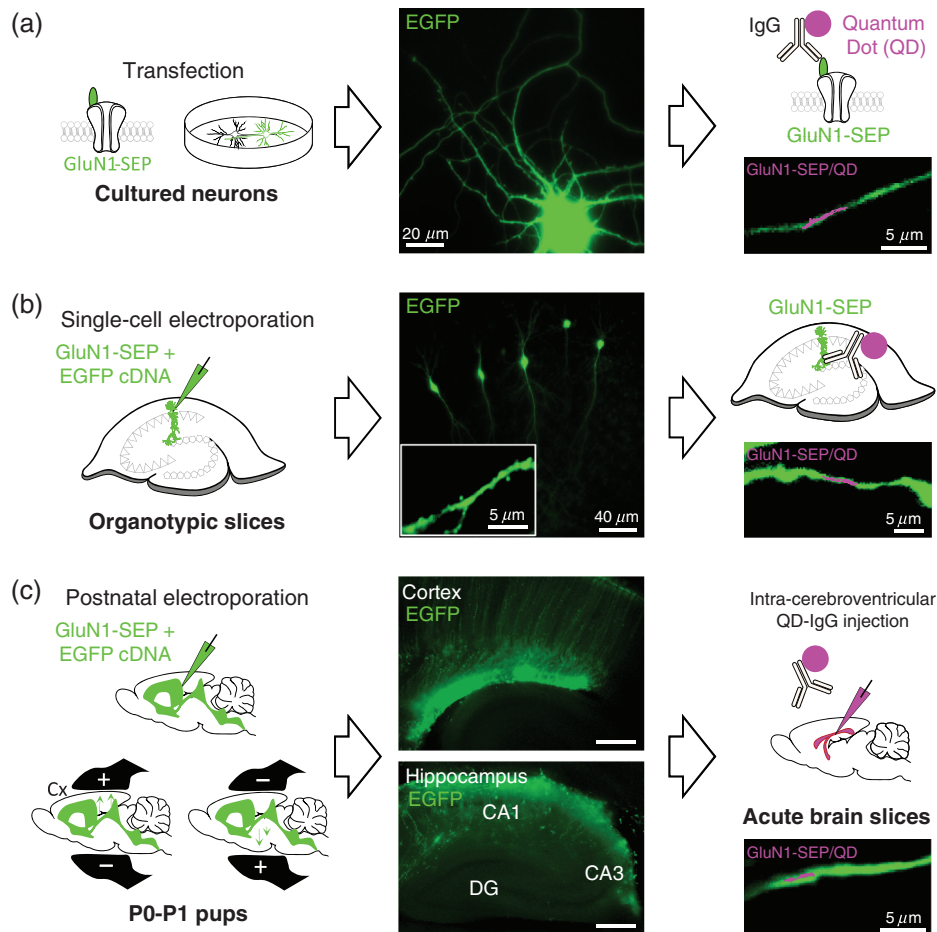 (a)
Transfection
GluN1-SEP
Cultured neurons
EGFP
20 μm
IgG
Quantum
Dot (QD)
GluN1-SEP
GluN1-SEP/QD
5 μm
(b)
Single-cell electroporation
GluN1-SEP +
EGFP cDNA
Organotypic slices
EGFP
5 μm
40 μm
GluN1-SEP
GluN1-SEP/QD
5 μm
(c)
Postnatal electroporation
GluN1-SEP +
EGFP cDNA
Cx
+
−
−
+
P0-P1 pups
Cortex
EGFP
Hippocampus
EGFP
CA1
DG
CA3
Intra-cerebroventricular
QD-IgG injection
Acute brain slices
GluN1-SEP/QD
5 μm